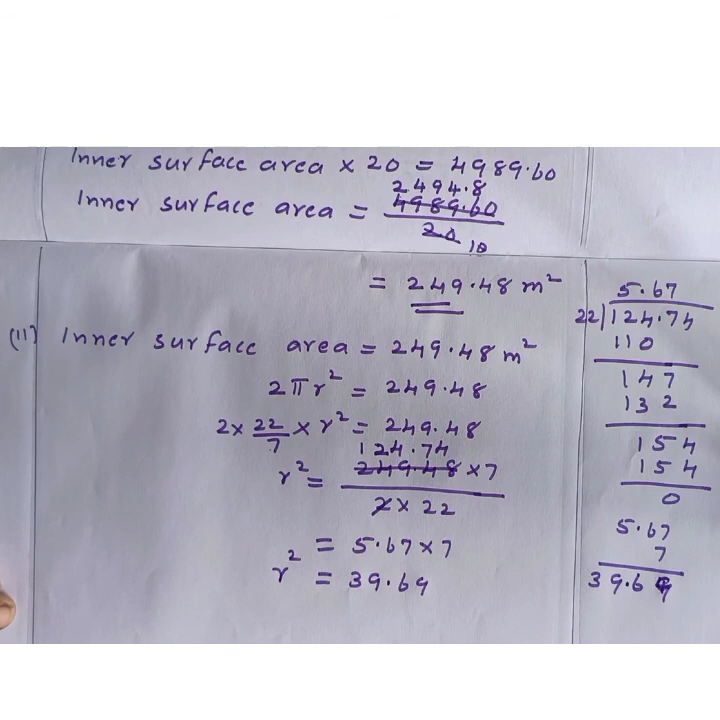 Inner surface area × 20 = 4989.60
2494.8
Inner surface area = 4989.60
20 10
= 249.48 m²
(11) Inner surface area = 249.48 m²
2πr² = 249.48
2 × 22/7 × r² = 249.48
124.74
r² = 249.48 × 7
2 × 22
= 5.67 × 7
r² = 39.69
5.67
22) 124.74
110
147
132
154
154
0
5.67
7
39.69